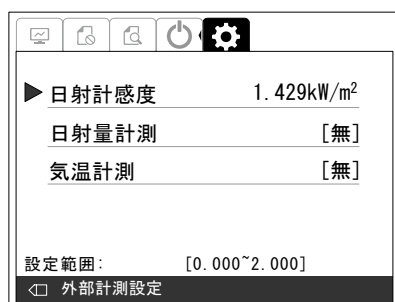 日射計感度 1.429kW/m²
日射量計測 [無]
気温計測 [無]
設定範囲: [0.000~2.000]
外部計測設定